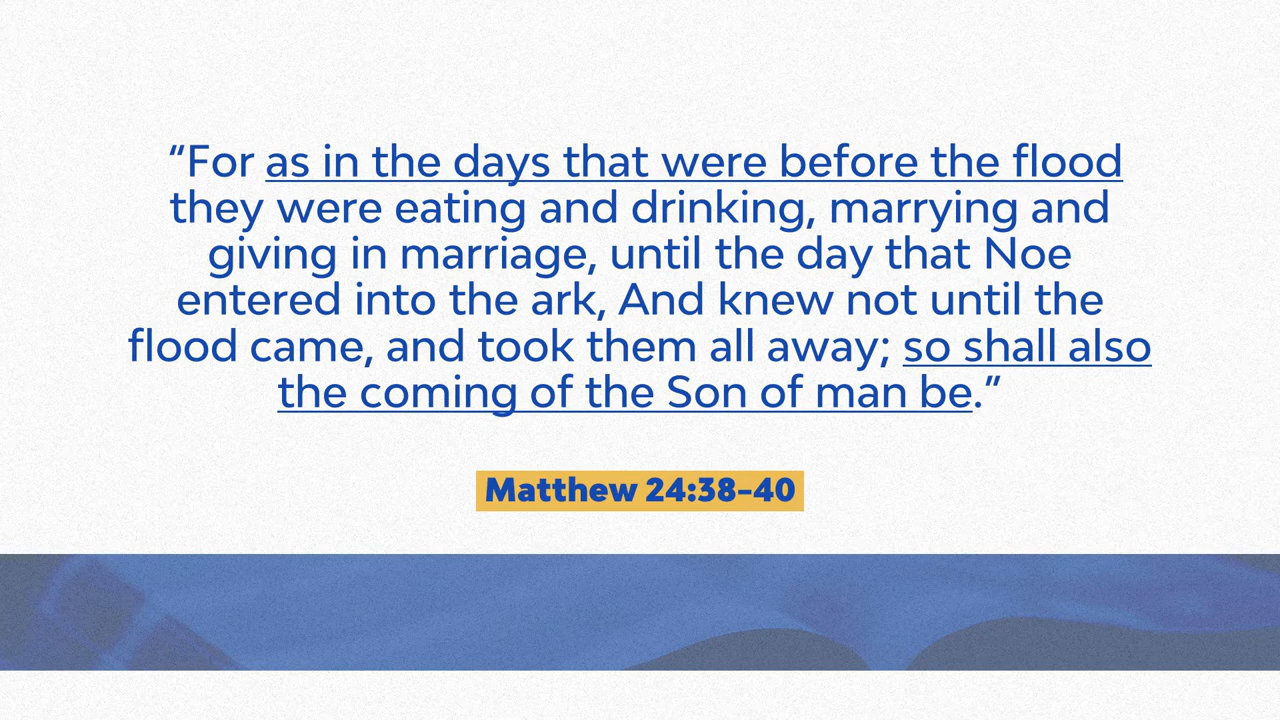 “For as in the days that were before the flood
they were eating and drinking, marrying and
giving in marriage, until the day that Noe
entered into the ark, And knew not until the
flood came, and took them all away; so shall also
the coming of the Son of man be.”
Matthew 24:38–40